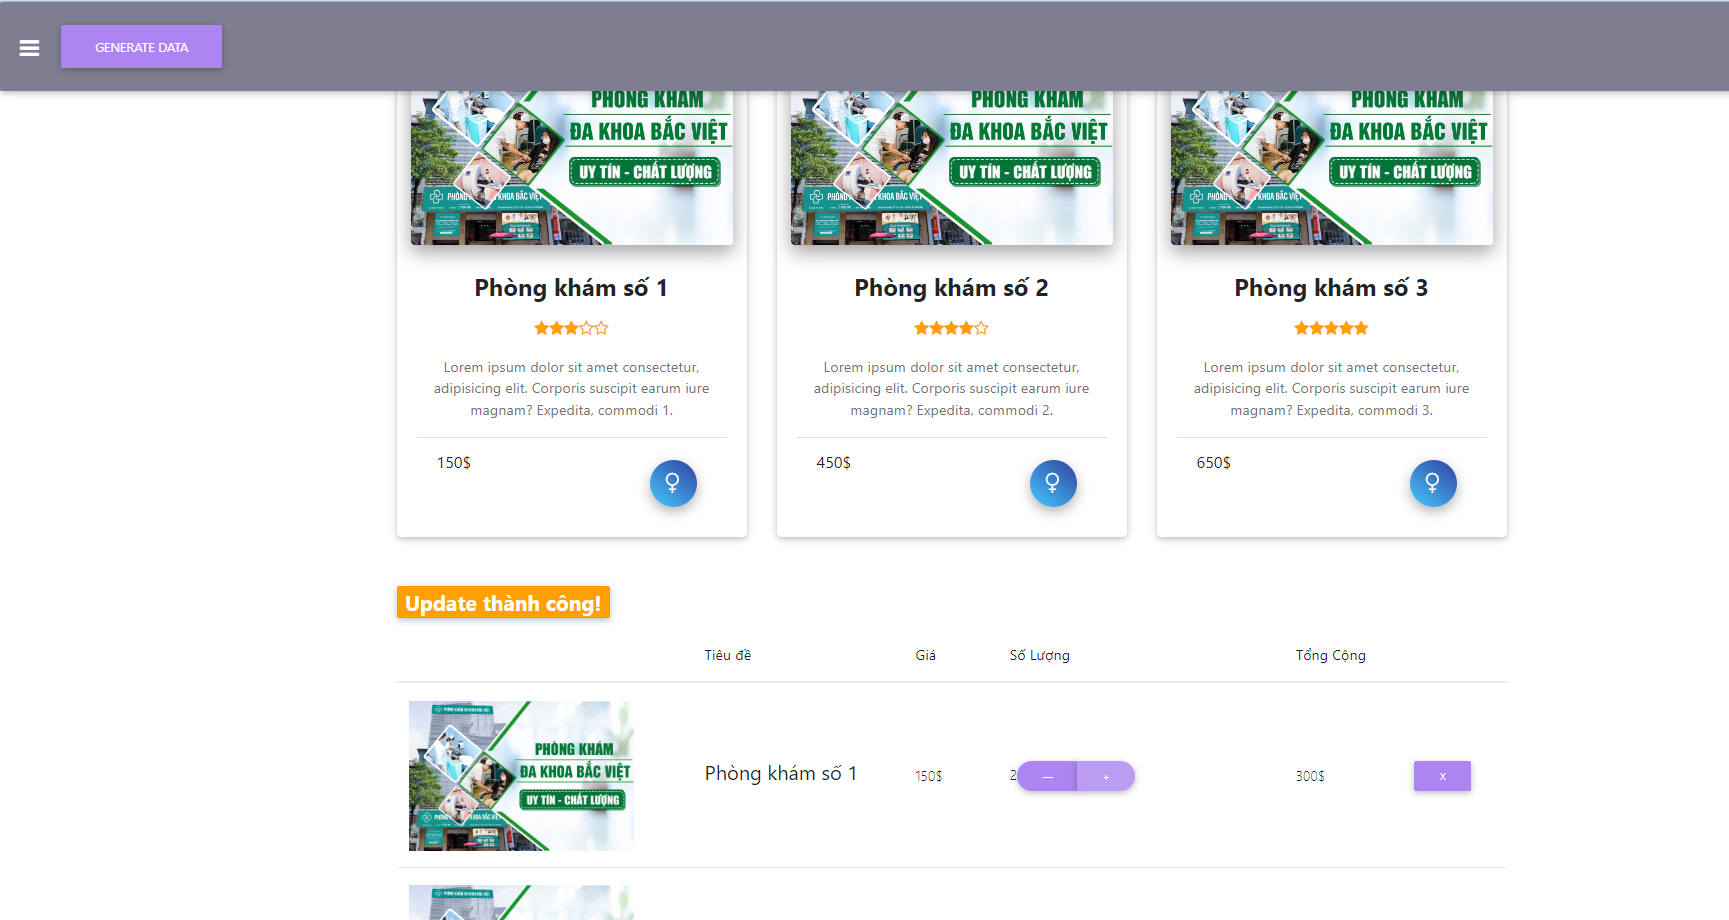 GENERATE DATA
PHÒNG KHÁM
ĐA KHOA BẮC VIỆT
UY TÍN - CHẤT LƯỢNG
PHÒNG KHÁM
ĐA KHOA BẮC VIỆT
UY TÍN - CHẤT LƯỢNG
PHÒNG KHÁM
ĐA KHOA BẮC VIỆT
UY TÍN - CHẤT LƯỢNG
Phòng khám số 1
Phòng khám số 2
Phòng khám số 3
Lorem ipsum dolor sit amet consectetur,
adipisicing elit. Corporis suscipit earum iure
magnam? Expedita, commodi 1.
Lorem ipsum dolor sit amet consectetur,
adipisicing elit. Corporis suscipit earum iure
magnam? Expedita, commodi 2.
Lorem ipsum dolor sit amet consectetur,
adipisicing elit. Corporis suscipit earum iure
magnam? Expedita, commodi 3.
150$
450$
650$
Update thành công!
Tiêu đề Giá Số Lượng Tổng Cộng
PHÒNG KHÁM
ĐA KHOA BẮC VIỆT
UY TÍN - CHẤT LƯỢNG
Phòng khám số 1 150$ 2 — + 300$ X